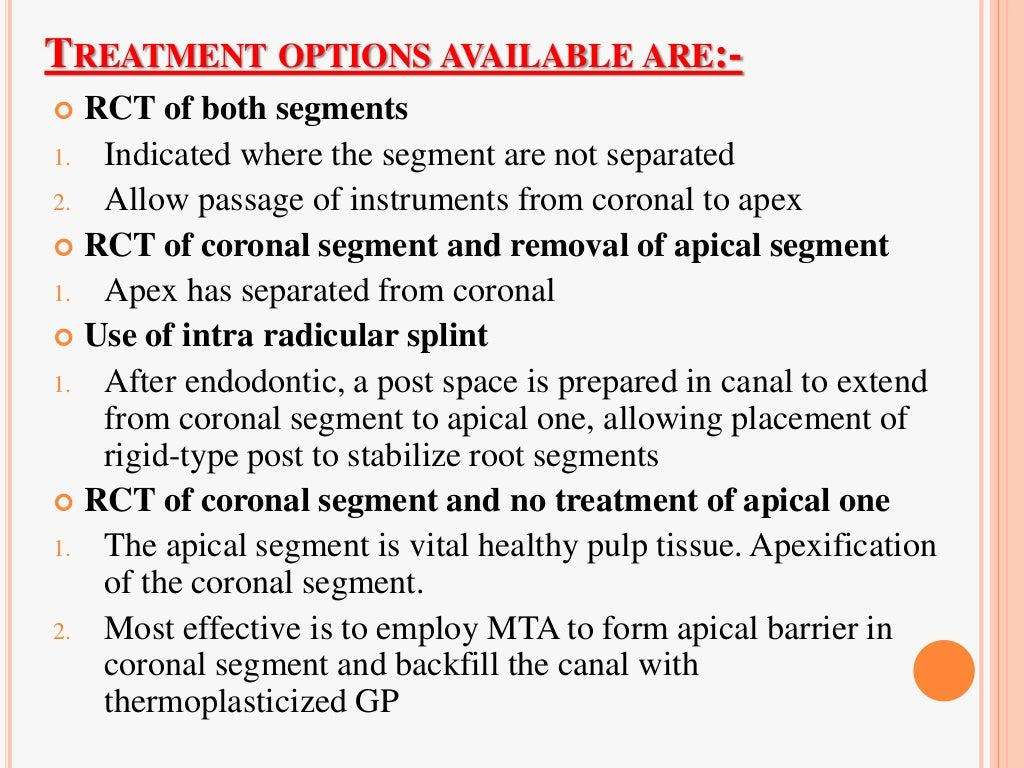 TREATMENT OPTIONS AVAILABLE ARE:-
RCT of both segments
1. Indicated where the segment are not separated
2. Allow passage of instruments from coronal to apex
RCT of coronal segment and removal of apical segment
1. Apex has separated from coronal
Use of intra radicular splint
1. After endodontic, a post space is prepared in canal to extend
from coronal segment to apical one, allowing placement of
rigid-type post to stabilize root segments
RCT of coronal segment and no treatment of apical one
1. The apical segment is vital healthy pulp tissue. Apexification
of the coronal segment.
2. Most effective is to employ MTA to form apical barrier in
coronal segment and backfill the canal with
thermoplasticized GP